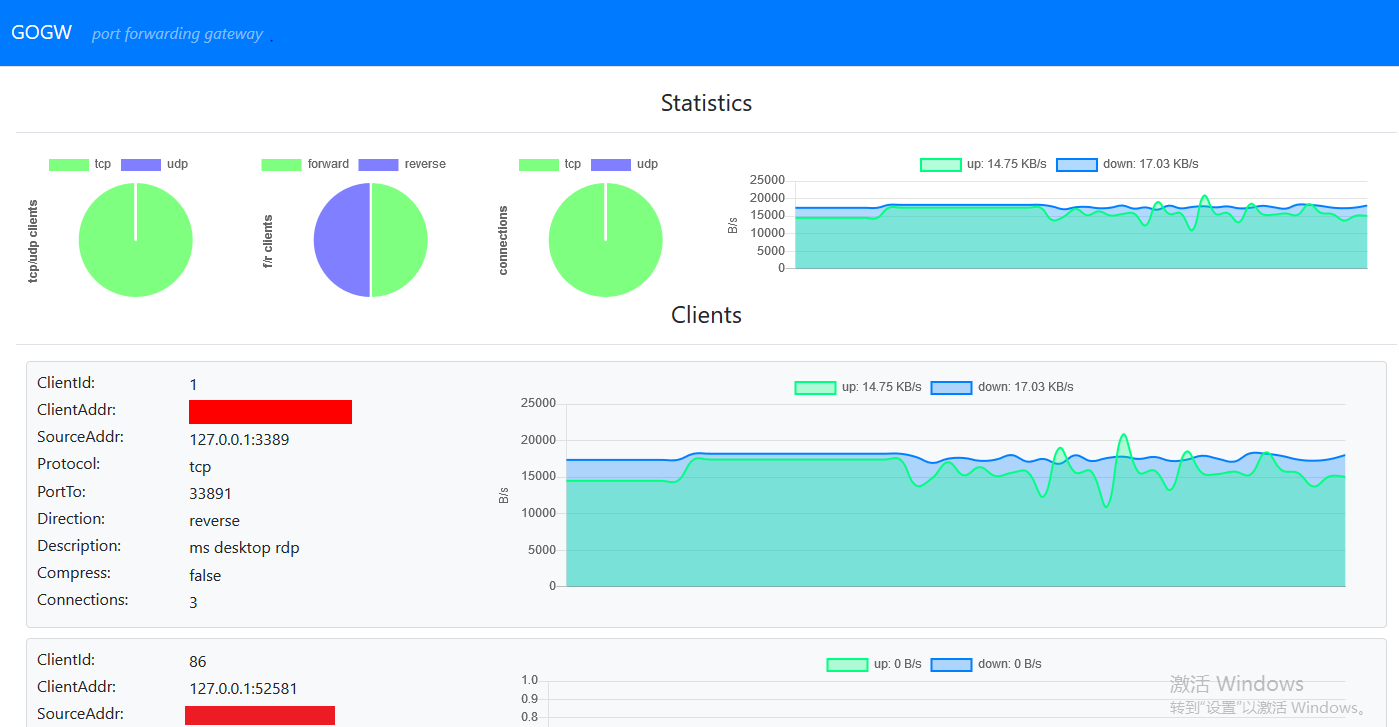 GOGW port forwarding gateway .
Statistics
tcp udp
tcp/udp clients
forward reverse
f/r clients
tcp udp
connections
up: 14.75 KB/s down: 17.03 KB/s
B/s
25000
20000
15000
10000
5000
0
Clients
ClientId: 1
ClientAddr:
SourceAddr: 127.0.0.1:3389
Protocol: tcp
PortTo: 33891
Direction: reverse
Description: ms desktop rdp
Compress: false
Connections: 3
up: 14.75 KB/s down: 17.03 KB/s
B/s
25000
20000
15000
10000
5000
0
ClientId: 86
ClientAddr: 127.0.0.1:52581
SourceAddr:
up: 0 B/s down: 0 B/s
1.0
0.9
0.8
激活 Windows
转到“设置”以激活 Windows。